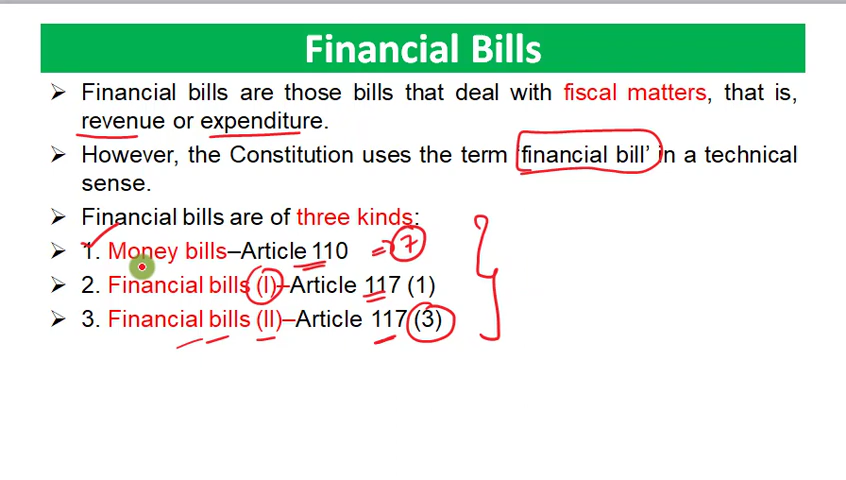 Financial Bills
➤ Financial bills are those bills that deal with fiscal matters, that is,
revenue or expenditure.
➤ However, the Constitution uses the term ‘financial bill’ in a technical
sense.
➤ Financial bills are of three kinds:
➤ 1. Money bills–Article 110 ⇒ 7
➤ 2. Financial bills (I)–Article 117 (1)
➤ 3. Financial bills (II)–Article 117 (3)